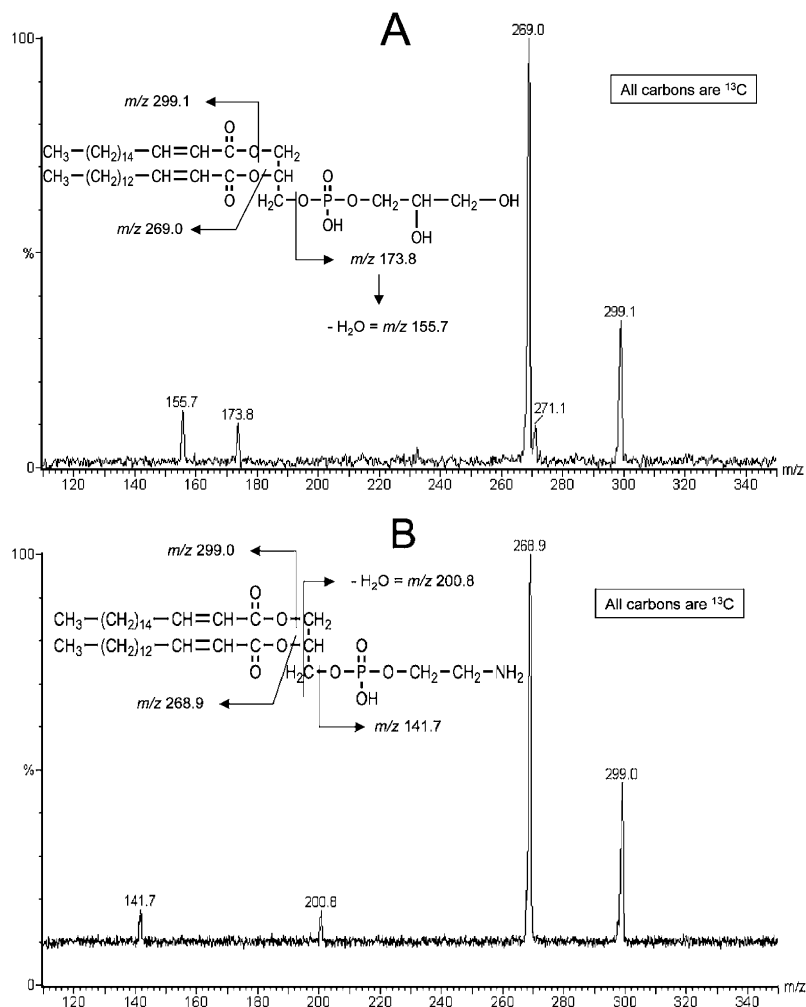 A
100
269.0
m/z 299.1
All carbons are ¹³C
O
CH₃—(CH₂)₁₄—CH=CH—C—O—CH₂
CH₃—(CH₂)₁₂—CH=CH—C—O—CH
O
O
H₂C—O—P—O—CH₂—CH—CH₂—OH
OH
OH
m/z 269.0
%
m/z 173.8
- H₂O = m/z 155.7
299.1
155.7
173.8
271.1
0
120 140 160 180 200 220 240 260 280 300 320 340 m/z
B
100
268.9
m/z 299.0
- H₂O = m/z 200.8
All carbons are ¹³C
O
CH₃—(CH₂)₁₄—CH=CH—C—O—CH₂
CH₃—(CH₂)₁₂—CH=CH—C—O—CH
O
O
H₂C—O—P—O—CH₂—CH₂—NH₂
OH
m/z 268.9
m/z 141.7
%
299.0
141.7
200.8
0
120 140 160 180 200 220 240 260 280 300 320 340 m/z